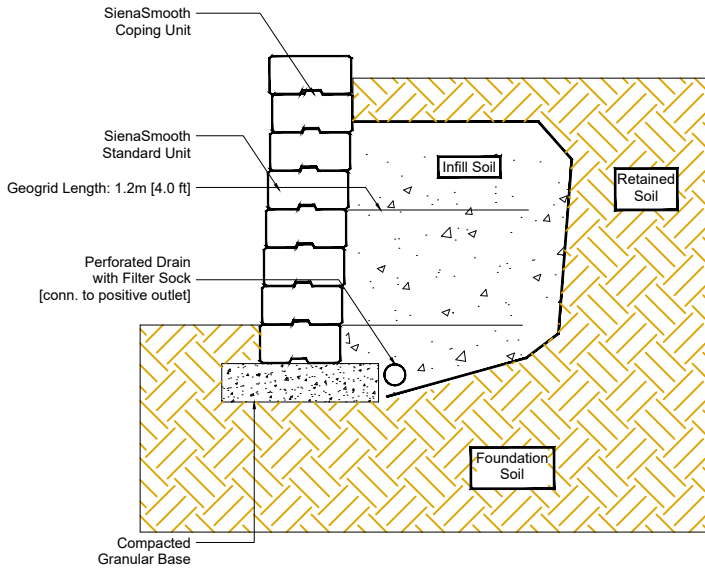 SienaSmooth
Coping Unit
SienaSmooth
Standard Unit
Infill Soil
Retained
Soil
Geogrid Length: 1.2m [4.0 ft]
Perforated Drain
with Filter Sock
[conn. to positive outlet]
Foundation
Soil
Compacted
Granular Base